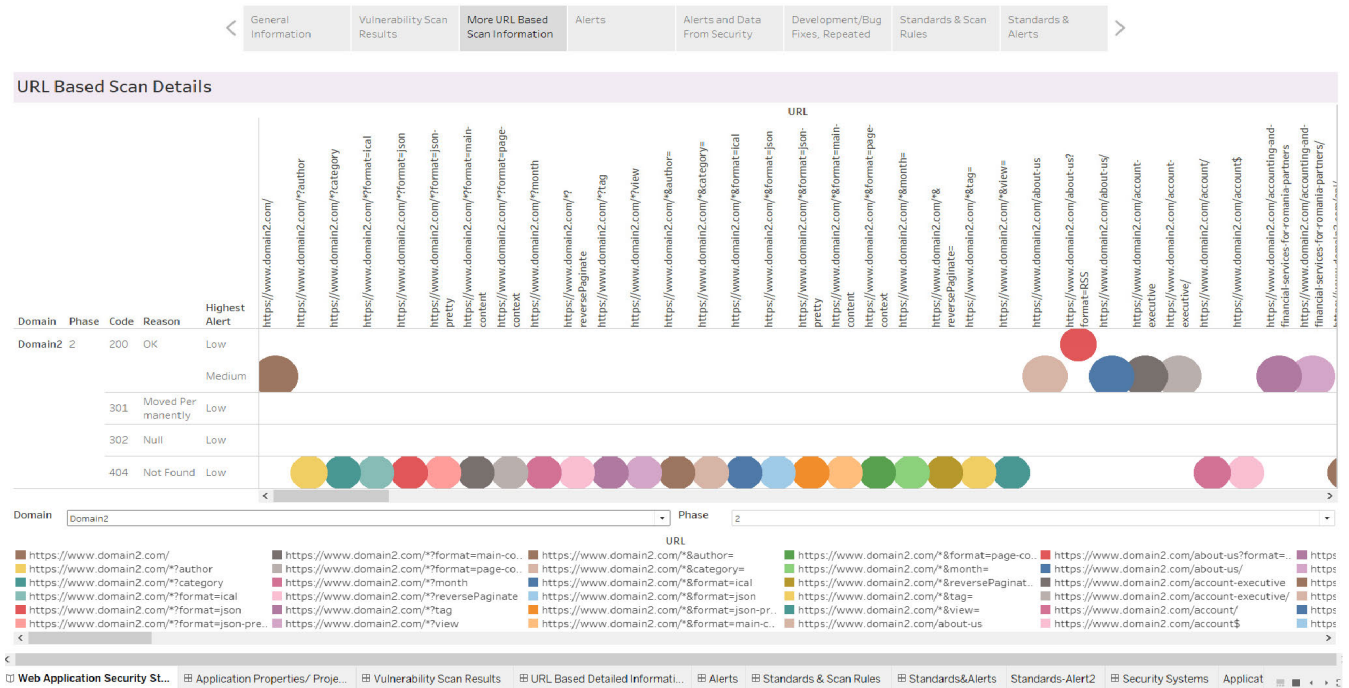 General Information
Vulnerability Scan Results
More URL Based Scan Information
Alerts
Alerts and Data From Security
Development/Bug Fixes, Repeated
Standards & Scan Rules
Standards & Alerts
URL Based Scan Details
URL
Domain Phase Code Reason Highest Alert
https://www.domain2.com/
https://www.domain2.com/*?author
https://www.domain2.com/*?category
https://www.domain2.com/*?format=ical
https://www.domain2.com/*?format=json
https://www.domain2.com/*?format=json-pretty
https://www.domain2.com/*?format=main-content
https://www.domain2.com/*?format=page-context
https://www.domain2.com/*?month
https://www.domain2.com/*?reversePaginate
https://www.domain2.com/*?tag
https://www.domain2.com/*?view
https://www.domain2.com/*&author=
https://www.domain2.com/*&category=
https://www.domain2.com/*&format=ical
https://www.domain2.com/*&format=json
https://www.domain2.com/*&format=json-pretty
https://www.domain2.com/*&format=main-content
https://www.domain2.com/*&format=page-context
https://www.domain2.com/*&month=
https://www.domain2.com/*&reversePaginate=
https://www.domain2.com/*&tag=
https://www.domain2.com/*&view=
https://www.domain2.com/about-us
https://www.domain2.com/about-us?format=RSS
https://www.domain2.com/about-us/
https://www.domain2.com/account-executive
https://www.domain2.com/account-executive/
https://www.domain2.com/account/
https://www.domain2.com/account$
https://www.domain2.com/accounting-and-financial-services-for-romania-partners
https://www.domain2.com/accounting-and-financial-services-for-romania-partners/
Domain2 2 200 OK Low
Medium
301 Moved Permanently Low
302 Null Low
404 Not Found Low
Domain Domain2 Phase 2
URL
https://www.domain2.com/
https://www.domain2.com/*?author
https://www.domain2.com/*?category
https://www.domain2.com/*?format=ical
https://www.domain2.com/*?format=json
https://www.domain2.com/*?format=json-pre..
https://www.domain2.com/*?format=main-co..
https://www.domain2.com/*?format=page-co..
https://www.domain2.com/*?month
https://www.domain2.com/*?reversePaginate
https://www.domain2.com/*?tag
https://www.domain2.com/*?view
https://www.domain2.com/*&author=
https://www.domain2.com/*&category=
https://www.domain2.com/*&format=ical
https://www.domain2.com/*&format=json
https://www.domain2.com/*&format=json-pr..
https://www.domain2.com/*&format=main-c..
https://www.domain2.com/*&format=page-co..
https://www.domain2.com/*&month=
https://www.domain2.com/*&reversePaginat..
https://www.domain2.com/*&tag=
https://www.domain2.com/*&view=
https://www.domain2.com/about-us
https://www.domain2.com/about-us?format=..
https://www.domain2.com/about-us/
https://www.domain2.com/account-executive
https://www.domain2.com/account-executive/
https://www.domain2.com/account/
https://www.domain2.com/account$
https
https
https
https
https
https
Web Application Security St... Application Properties/ Proje... Vulnerability Scan Results URL Based Detailed Informati... Alerts Standards & Scan Rules Standards&Alerts Standards-Alert2 Security Systems Applicat